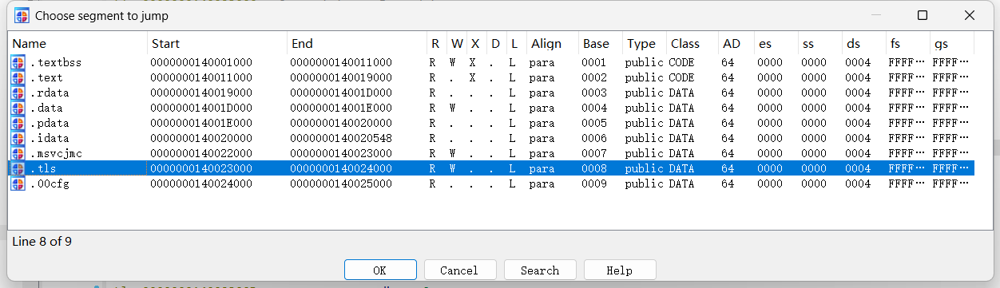 Choose segment to jump
Name Start End R W X D L Align Base Type Class AD es ss ds fs gs
.textbss 0000000140001000 0000000140011000 R W X . L para 0001 public CODE 64 0000 0000 0004 FFFF… FFFF…
.text 0000000140011000 0000000140019000 R . X . L para 0002 public CODE 64 0000 0000 0004 FFFF… FFFF…
.rdata 0000000140019000 000000014001D000 R . . . L para 0003 public DATA 64 0000 0000 0004 FFFF… FFFF…
.data 000000014001D000 000000014001E000 R W . . L para 0004 public DATA 64 0000 0000 0004 FFFF… FFFF…
.pdata 000000014001E000 0000000140020000 R . . . L para 0005 public DATA 64 0000 0000 0004 FFFF… FFFF…
.idata 0000000140020000 0000000140020548 R . . . L para 0006 public DATA 64 0000 0000 0004 FFFF… FFFF…
.msvcjmc 0000000140022000 0000000140023000 R W . . L para 0007 public DATA 64 0000 0000 0004 FFFF… FFFF…
.tls 0000000140023000 0000000140024000 R W . . L para 0008 public DATA 64 0000 0000 0004 FFFF… FFFF…
.00cfg 0000000140024000 0000000140025000 R . . . L para 0009 public DATA 64 0000 0000 0004 FFFF… FFFF…
Line 8 of 9
OK Cancel Search Help